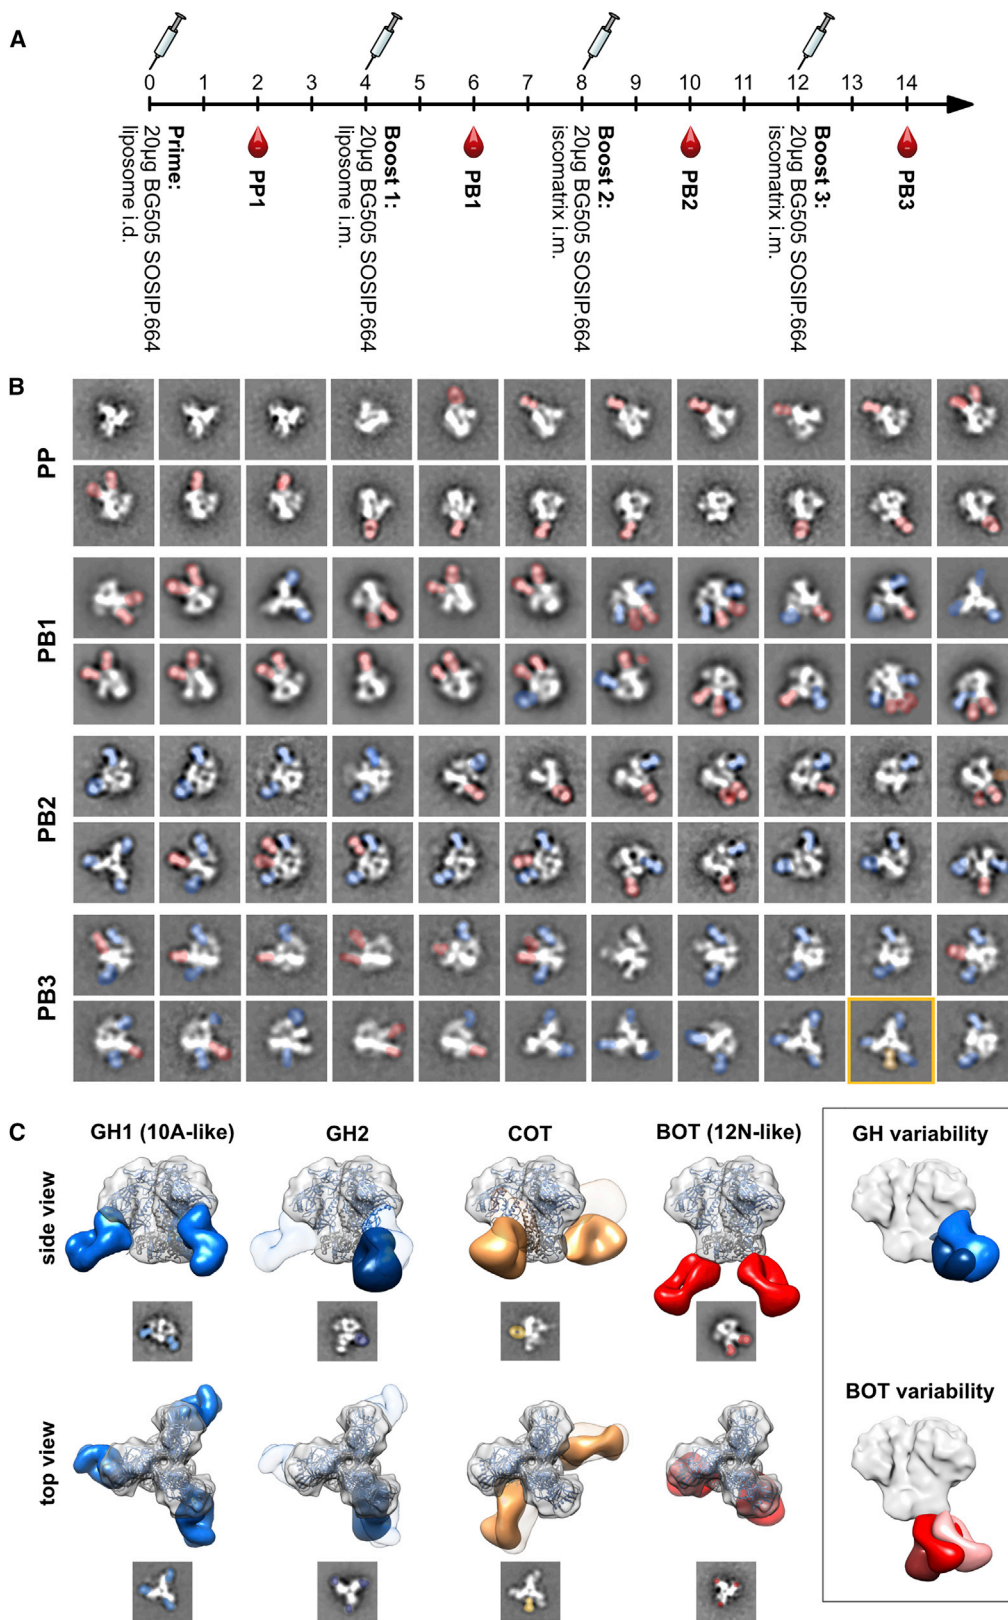 A
0 1 2 3 4 5 6 7 8 9 10 11 12 13 14
Prime:
20µg BG505 SOSIP.664
liposome i.d.
PP1
Boost 1:
20µg BG505 SOSIP.664
liposome i.m.
PB1
Boost 2:
20µg BG505 SOSIP.664
iscomatrix i.m.
PB2
Boost 3:
20µg BG505 SOSIP.664
iscomatrix i.m.
PB3
B
PP
PB1
PB2
PB3
C
GH1 (10A-like) GH2 COT BOT (12N-like) GH variability
side view
BOT variability
top view